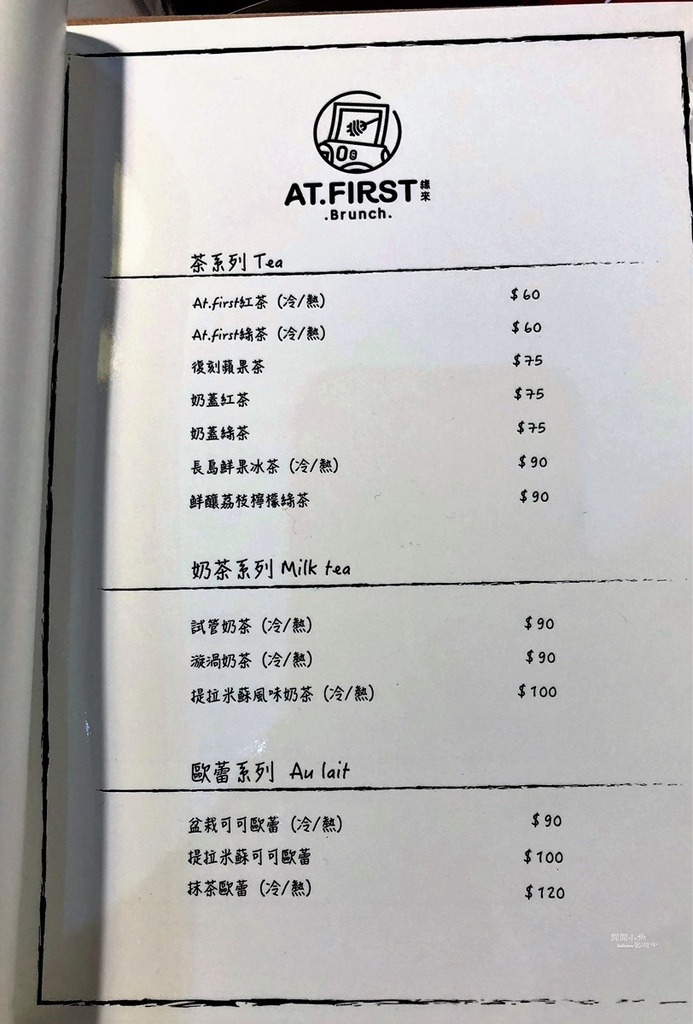 AT.FIRST 緣來
.Brunch.
茶系列 Tea
At.first紅茶（冷/熱） $60
At.first綠茶（冷/熱） $60
復刻蘋果茶 $75
奶蓋紅茶 $75
奶蓋綠茶 $75
長島鮮果冰茶（冷/熱） $90
鮮釀荔枝檸檬綠茶 $90
奶茶系列 Milk tea
試管奶茶（冷/熱） $90
漩渦奶茶（冷/熱） $90
提拉米蘇風味奶茶（冷/熱） $100
歐蕾系列 Au lait
盆栽可可歐蕾（冷/熱） $90
提拉米蘇可可歐蕾 $100
抹茶歐蕾（冷/熱） $120